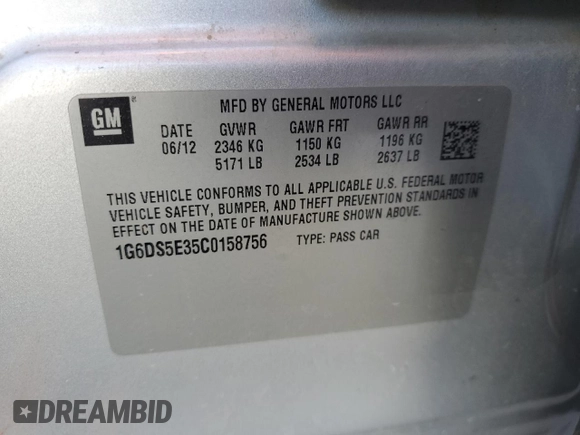 GM
MFD BY GENERAL MOTORS LLC
DATE GVWR GAWR FRT GAWR RR
06/12 2346 KG 1150 KG 1196 KG
5171 LB 2534 LB 2637 LB
THIS VEHICLE CONFORMS TO ALL APPLICABLE U.S. FEDERAL MOTOR
VEHICLE SAFETY, BUMPER, AND THEFT PREVENTION STANDARDS IN
EFFECT ON THE DATE OF MANUFACTURE SHOWN ABOVE.
1G6DS5E35C0158756 TYPE: PASS CAR
DREAMBID